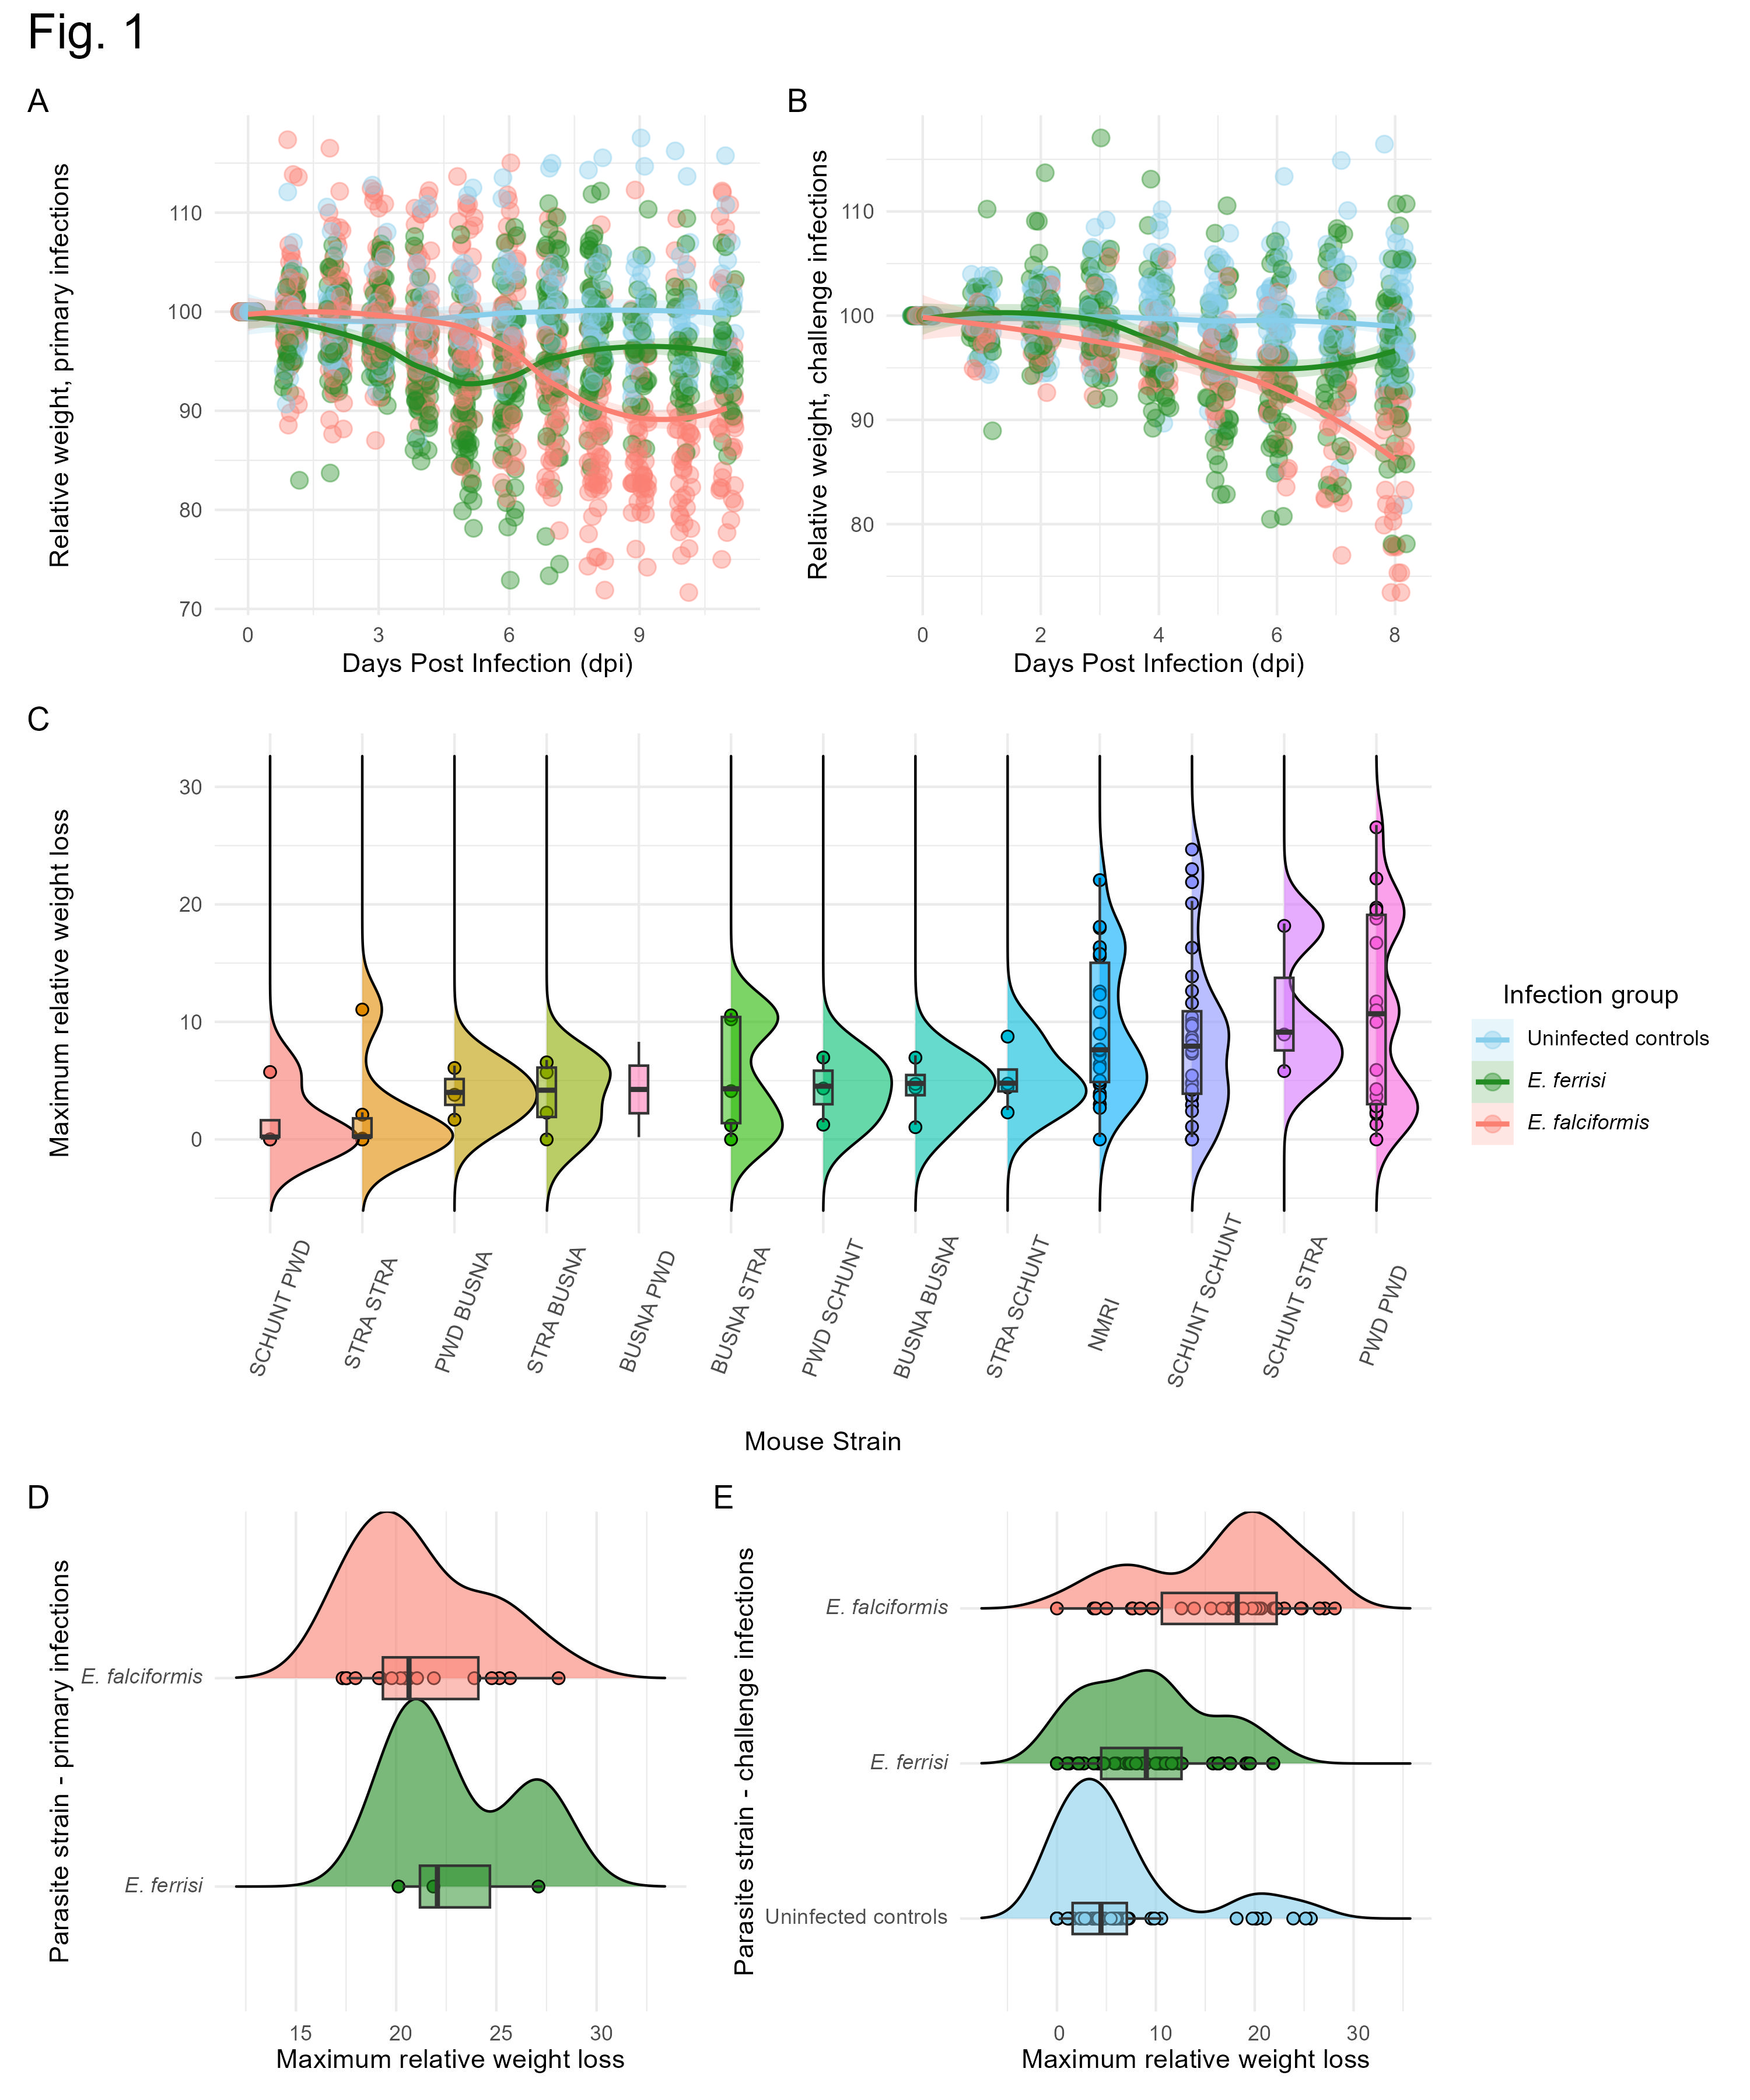 Fig. 1
A
Relative weight, primary infections
110
100
90
80
70
0 3 6 9
Days Post Infection (dpi)
B
Relative weight, challenge infections
110
100
90
80
0 2 4 6 8
Days Post Infection (dpi)
C
Maximum relative weight loss
30
20
10
0
SCHUNT PWD
STRA STRA
PWD BUSNA
STRA BUSNA
BUSNA PWD
BUSNA STRA
PWD SCHUNT
BUSNA BUSNA
STRA SCHUNT
NMRI
SCHUNT SCHUNT
SCHUNT STRA
PWD PWD
Mouse Strain
Infection group
Uninfected controls
E. ferrisi
E. falciformis
D
Parasite strain - primary infections
E. falciformis
E. ferrisi
15 20 25 30
Maximum relative weight loss
E
Parasite strain - challenge infections
E. falciformis
E. ferrisi
Uninfected controls
0 10 20 30
Maximum relative weight loss